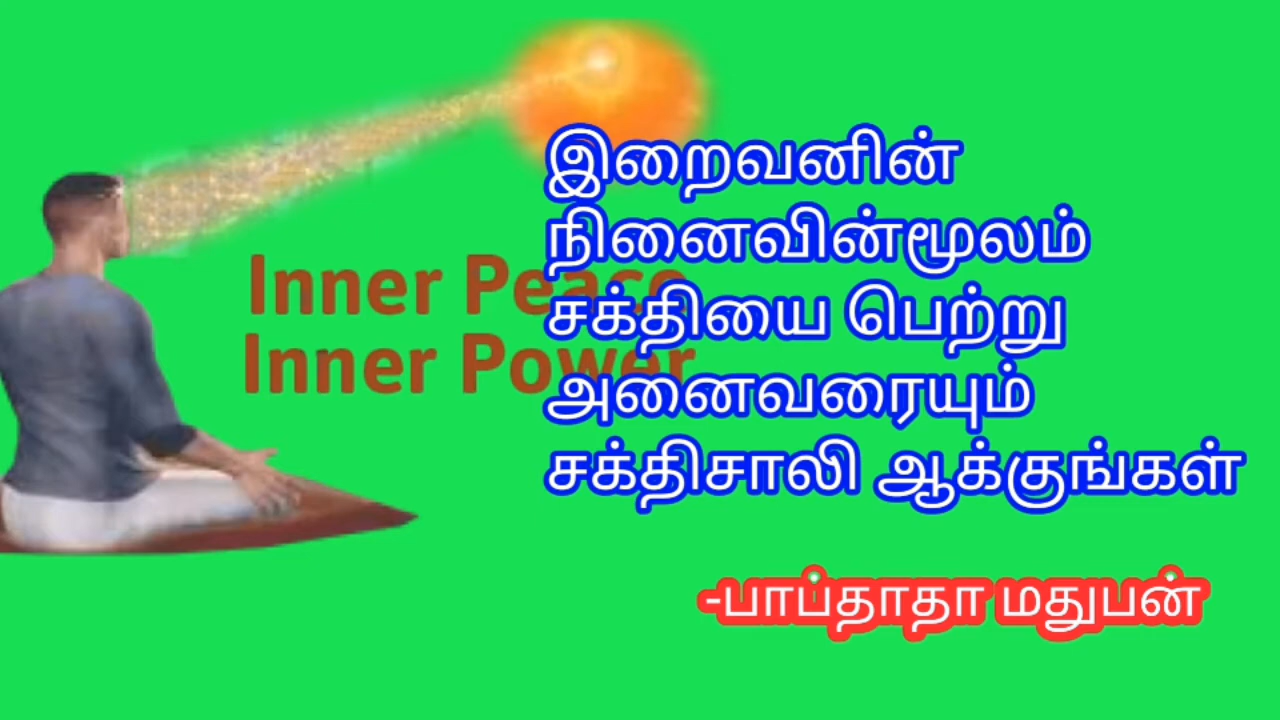 Inner Peace
Inner Power
இறைவனின்
நினைவின்மூலம்
சக்தியை பெற்று
அனைவரையும்
சக்திசாலி ஆக்குங்கள்
-பாப்தாதா மதுபன்